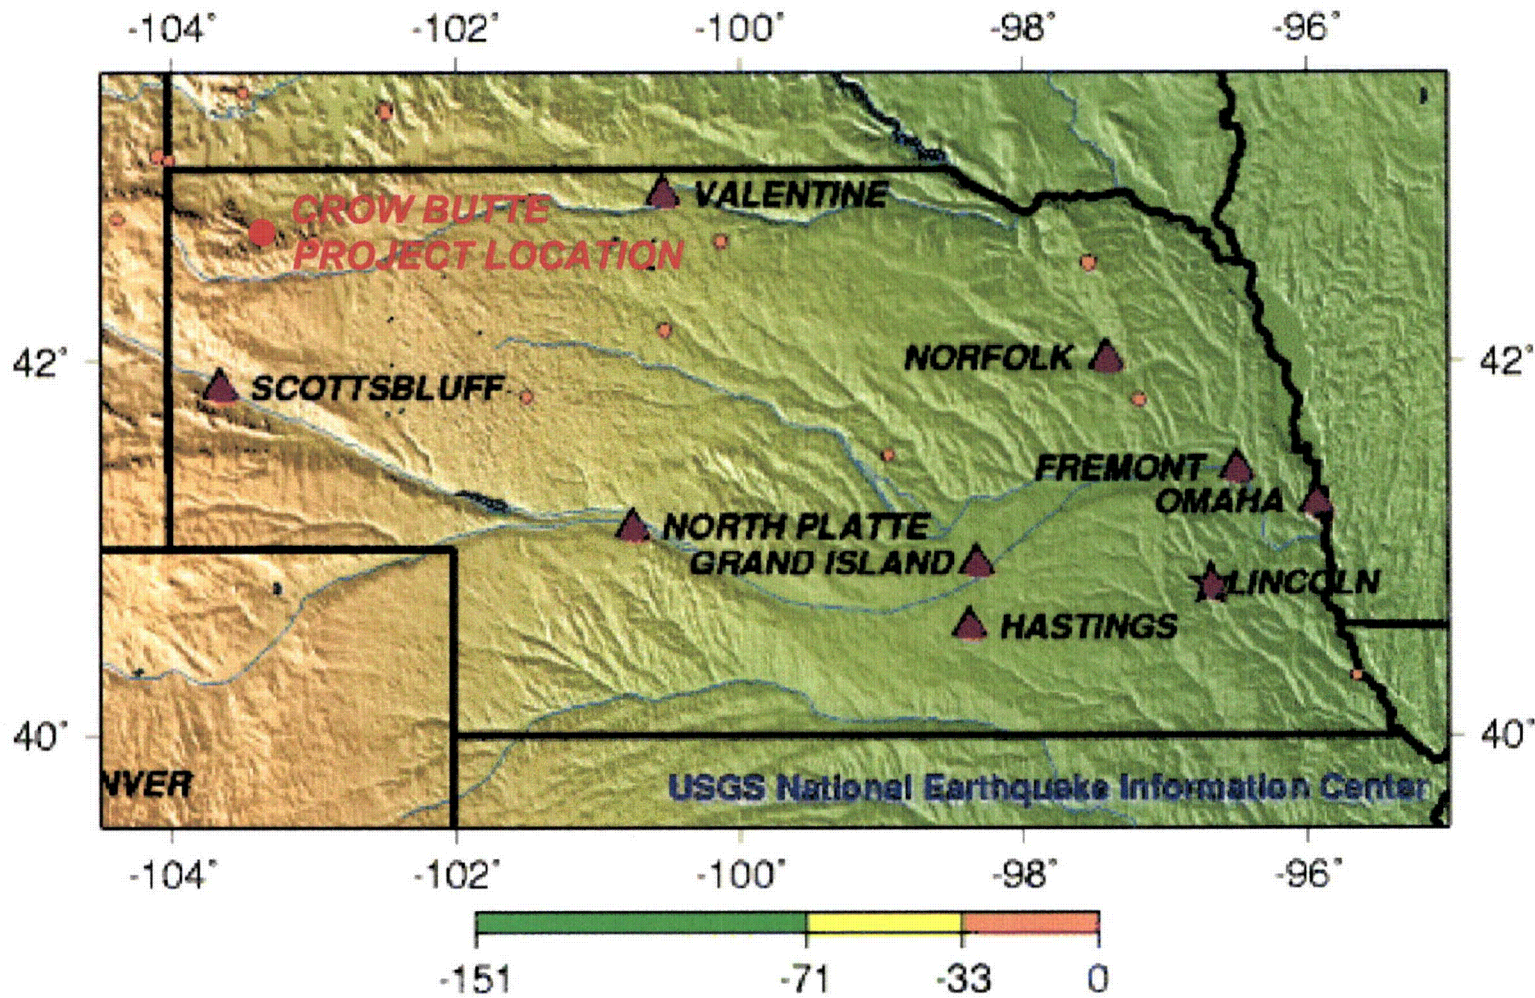 -104° -102° -100° -98° -96°
VALENTINE
CROW BUTTE
PROJECT LOCATION
42° 42°
NORFOLK
SCOTTSBLUFF
FREMONT
OMAHA
NORTH PLATTE
GRAND ISLAND
LINCOLN
HASTINGS
40° 40°
NVER
USGS National Earthquake Information Center
-104° -102° -100° -98° -96°
-151 -71 -33 0